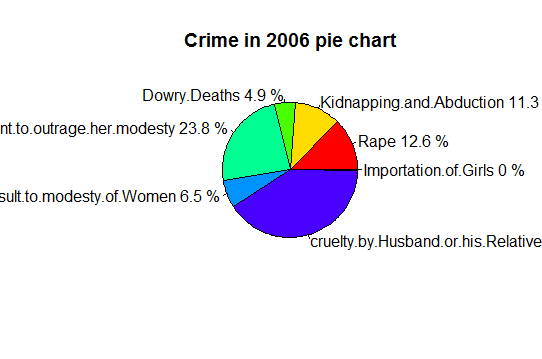 Crime in 2006 pie chart
Dowry.Deaths 4.9 %
Kidnapping.and.Abduction 11.3
nt.to.outrage.her.modesty 23.8 %
Rape 12.6 %
Importation.of.Girls 0 %
sult.to.modesty.of.Women 6.5 %
cruelty.by.Husband.or.his.Relative